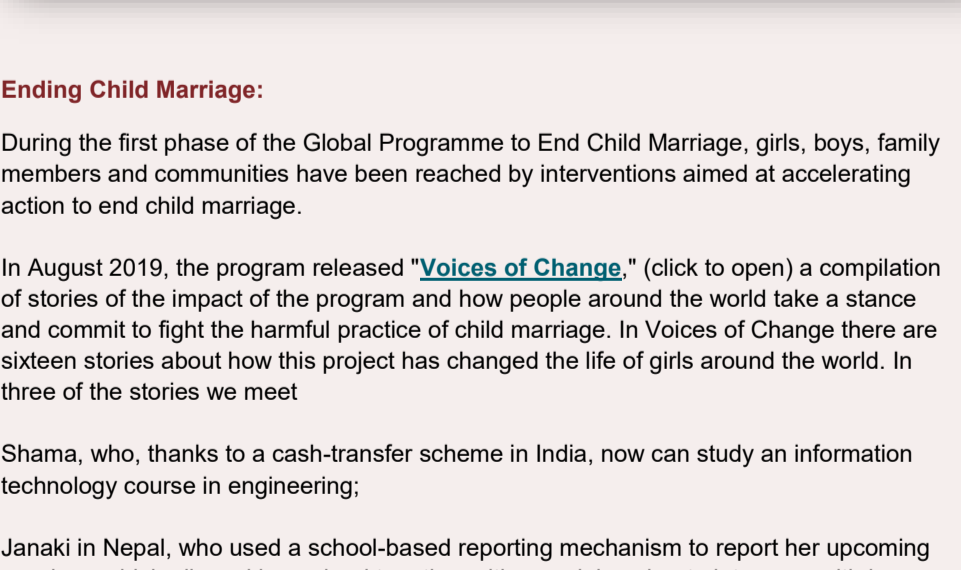 Ending Child Marriage:
During the first phase of the Global Programme to End Child Marriage, girls, boys, family
members and communities have been reached by interventions aimed at accelerating
action to end child marriage.
In August 2019, the program released "Voices of Change," (click to open) a compilation
of stories of the impact of the program and how people around the world take a stance
and commit to fight the harmful practice of child marriage. In Voices of Change there are
sixteen stories about how this project has changed the life of girls around the world. In
three of the stories we meet
Shama, who, thanks to a cash-transfer scheme in India, now can study an information
technology course in engineering;
Janaki in Nepal, who used a school-based reporting mechanism to report her upcoming